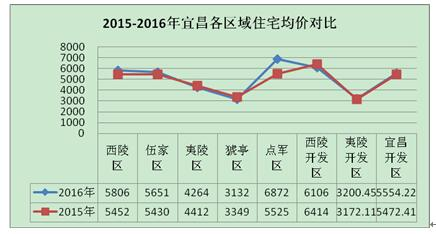 2015-2016年宜昌各区域住宅均价对比
8000
7000
6000
5000
4000
3000
2000
1000
0
西陵区 伍家区 夷陵区 猇亭区 点军区 西陵开发区 夷陵开发区 宜昌开发区
2016年 5806 5651 4264 3132 6872 6106 3200.45 5554.22
2015年 5452 5430 4412 3349 5525 6414 3172.11 5472.41